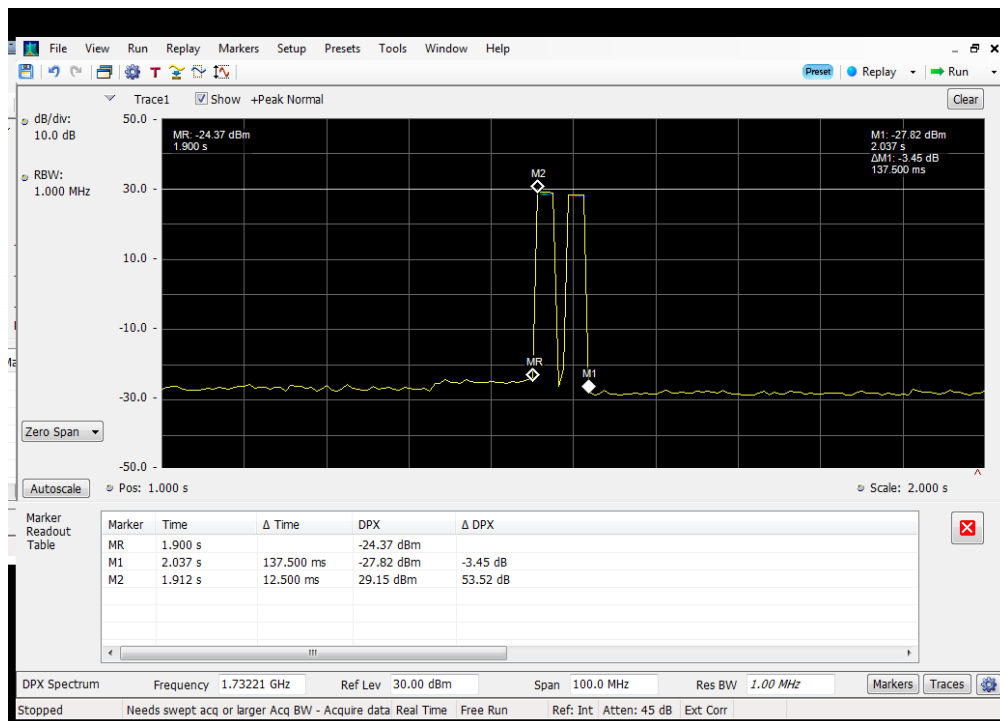 File View Run Replay Markers Setup Presets Tools Window Help
Preset Replay Run
Trace1 Show +Peak Normal Clear
dB/div:
10.0 dB
RBW:
1.000 MHz
50.0 -
30.0 -
10.0 -
-10.0 -
-30.0 -
-50.0 -
MR: -24.37 dBm
1.900 s
M1: -27.82 dBm
2.037 s
ΔM1: -3.45 dB
137.500 ms
M2
MR
M1
Zero Span
Autoscale Pos: 1.000 s Scale: 2.000 s
Marker
Readout
Table
Marker Time Δ Time DPX Δ DPX
MR 1.900 s -24.37 dBm
M1 2.037 s 137.500 ms -27.82 dBm -3.45 dB
M2 1.912 s 12.500 ms 29.15 dBm 53.52 dB
DPX Spectrum Frequency 1.73221 GHz Ref Lev 30.00 dBm Span 100.0 MHz Res BW 1.00 MHz Markers Traces
Stopped Needs swept acq or larger Acq BW - Acquire data Real Time Free Run Ref: Int Atten: 45 dB Ext Corr